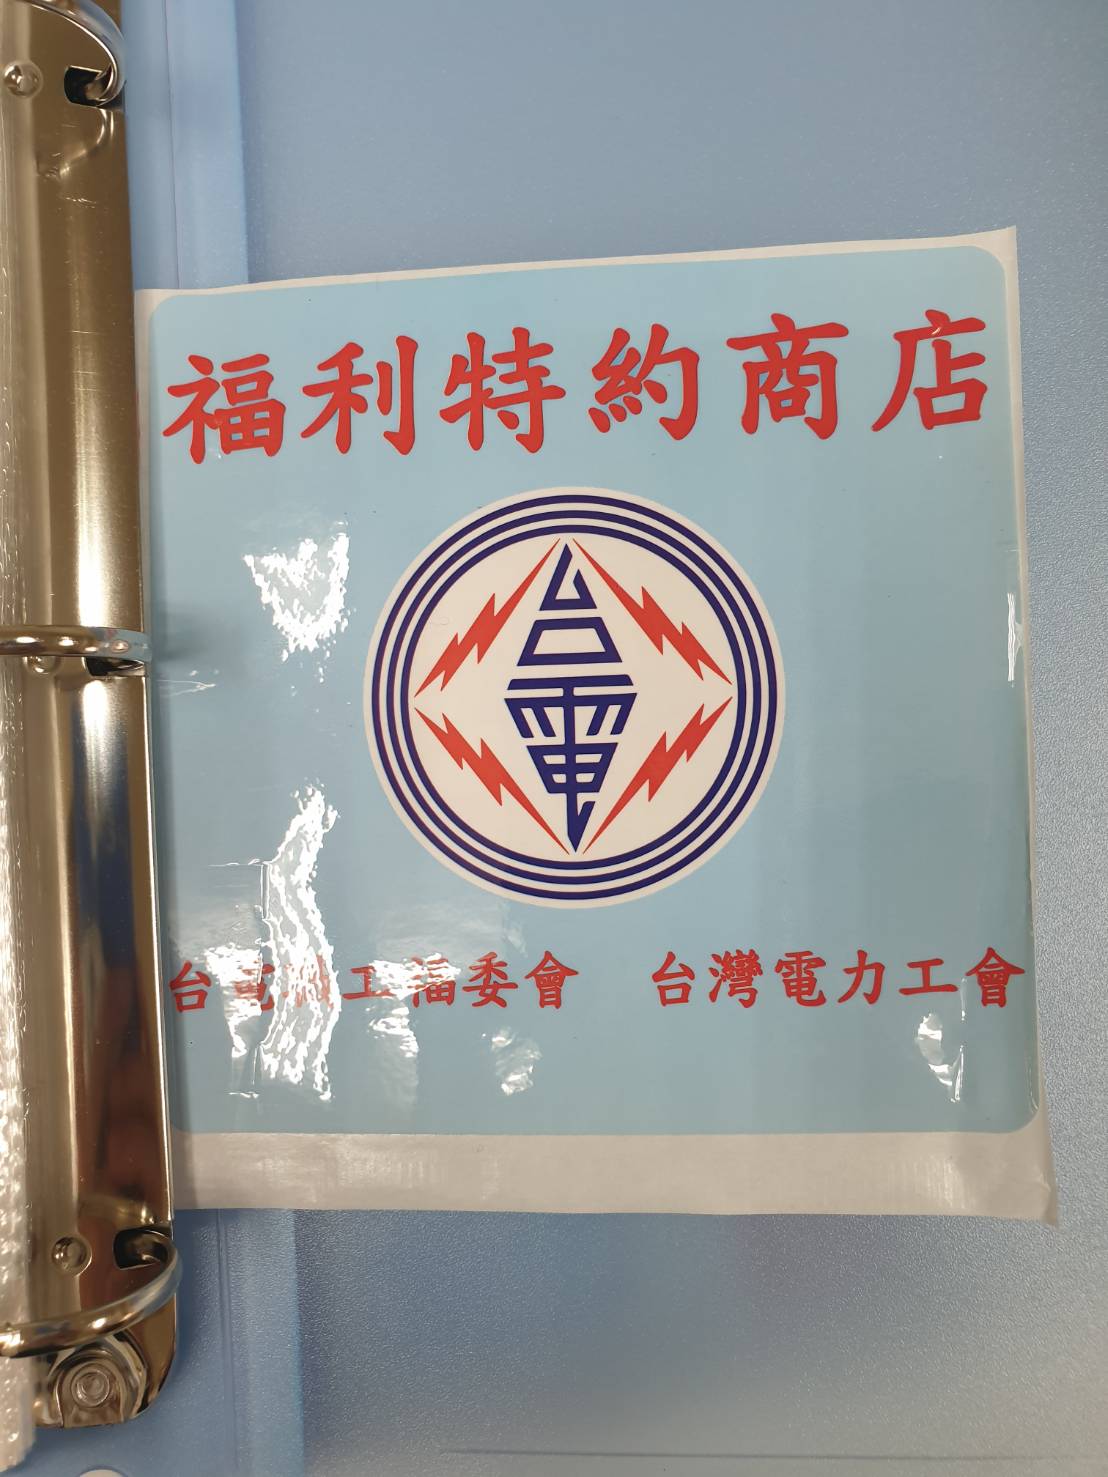 福利特約商店
台電
台電職工福委會 台灣電力工會